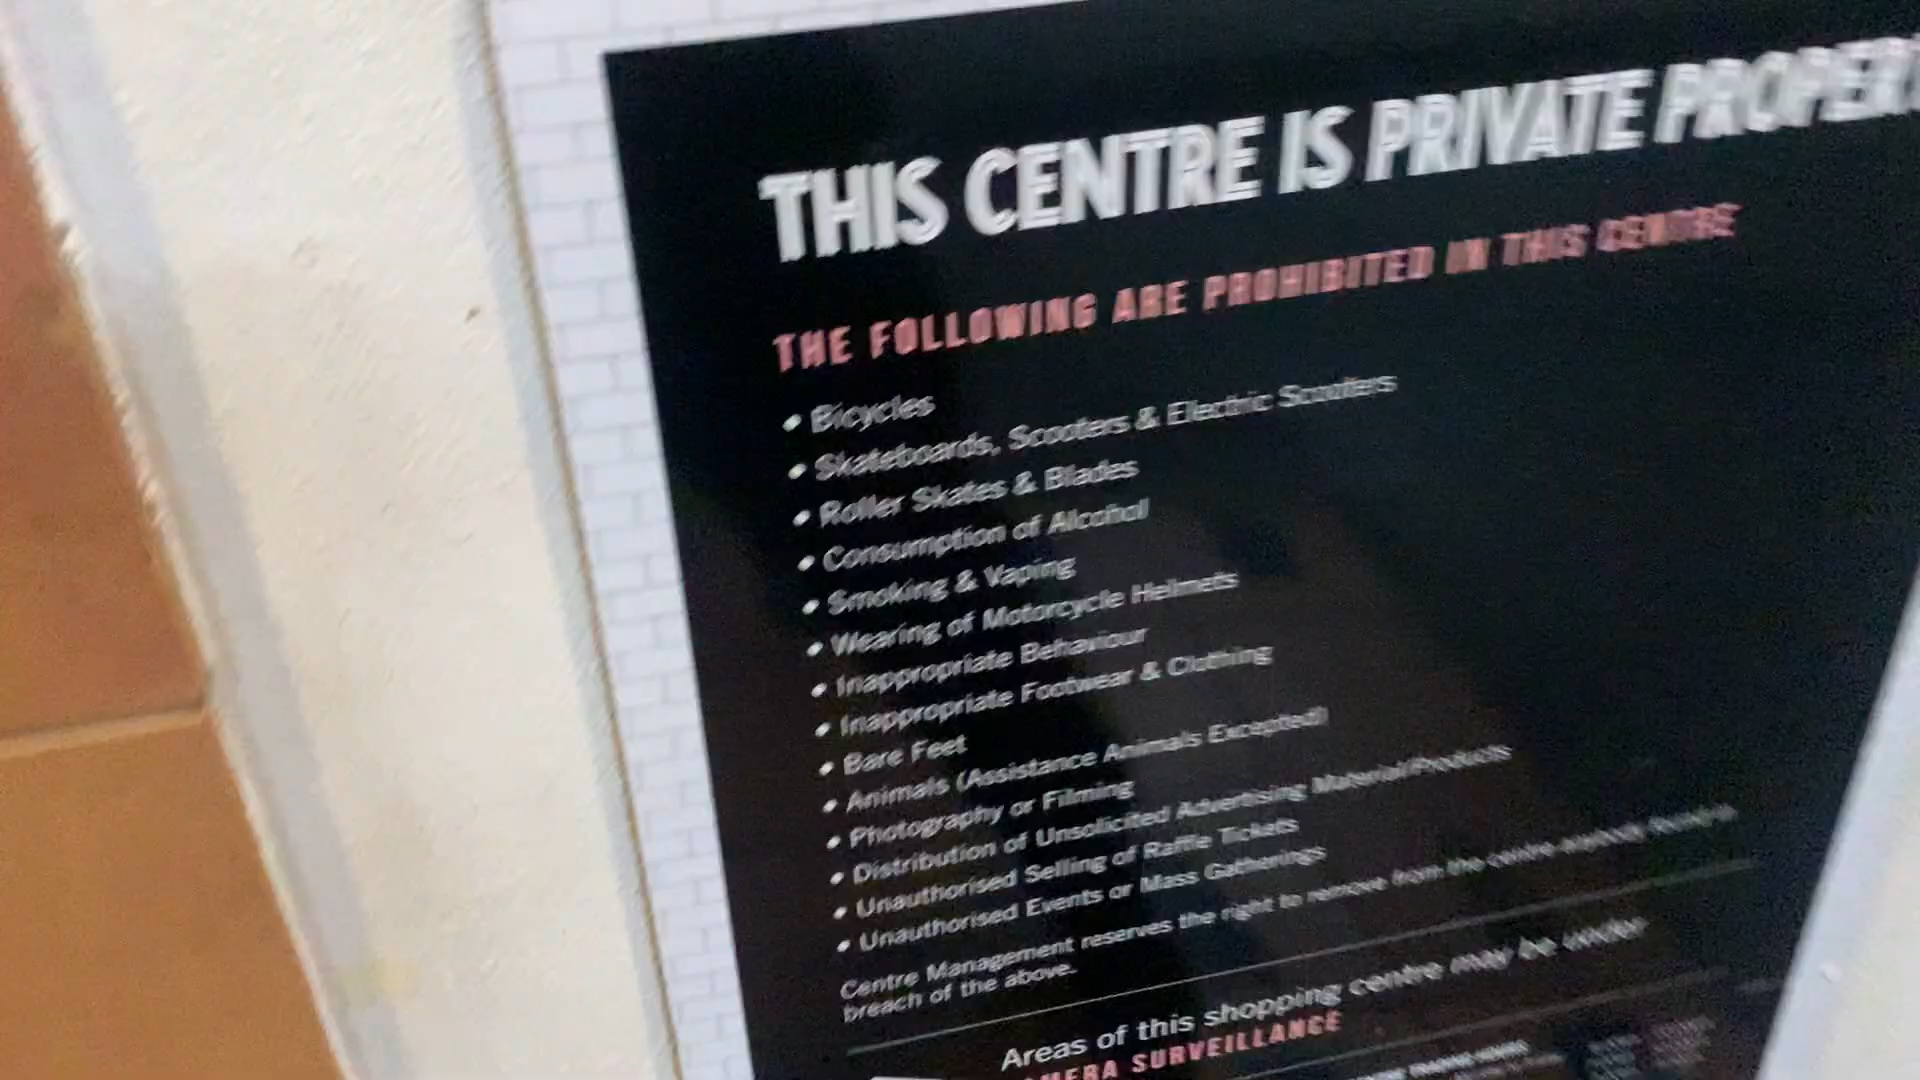 THIS CENTRE IS PRIVATE PROPER
THE FOLLOWING ARE PROHIBITED IN THIS CENTRE
• Bicycles
• Skateboards, Scooters & Electric Scooters
• Roller Skates & Blades
• Consumption of Alcohol
• Smoking & Vaping
• Wearing of Motorcycle Helmets
• Inappropriate Behaviour
• Inappropriate Footwear & Clothing
• Bare Feet
• Animals (Assistance Animals Excepted)
• Photography or Filming
• Distribution of Unsolicited Advertising Material/Products
• Unauthorised Selling of Raffle Tickets
• Unauthorised Events or Mass Gatherings
Centre Management reserves the right to remove from the centre anybody
breach of the above.
Areas of this shopping centre may be under
SURVEILLANCE